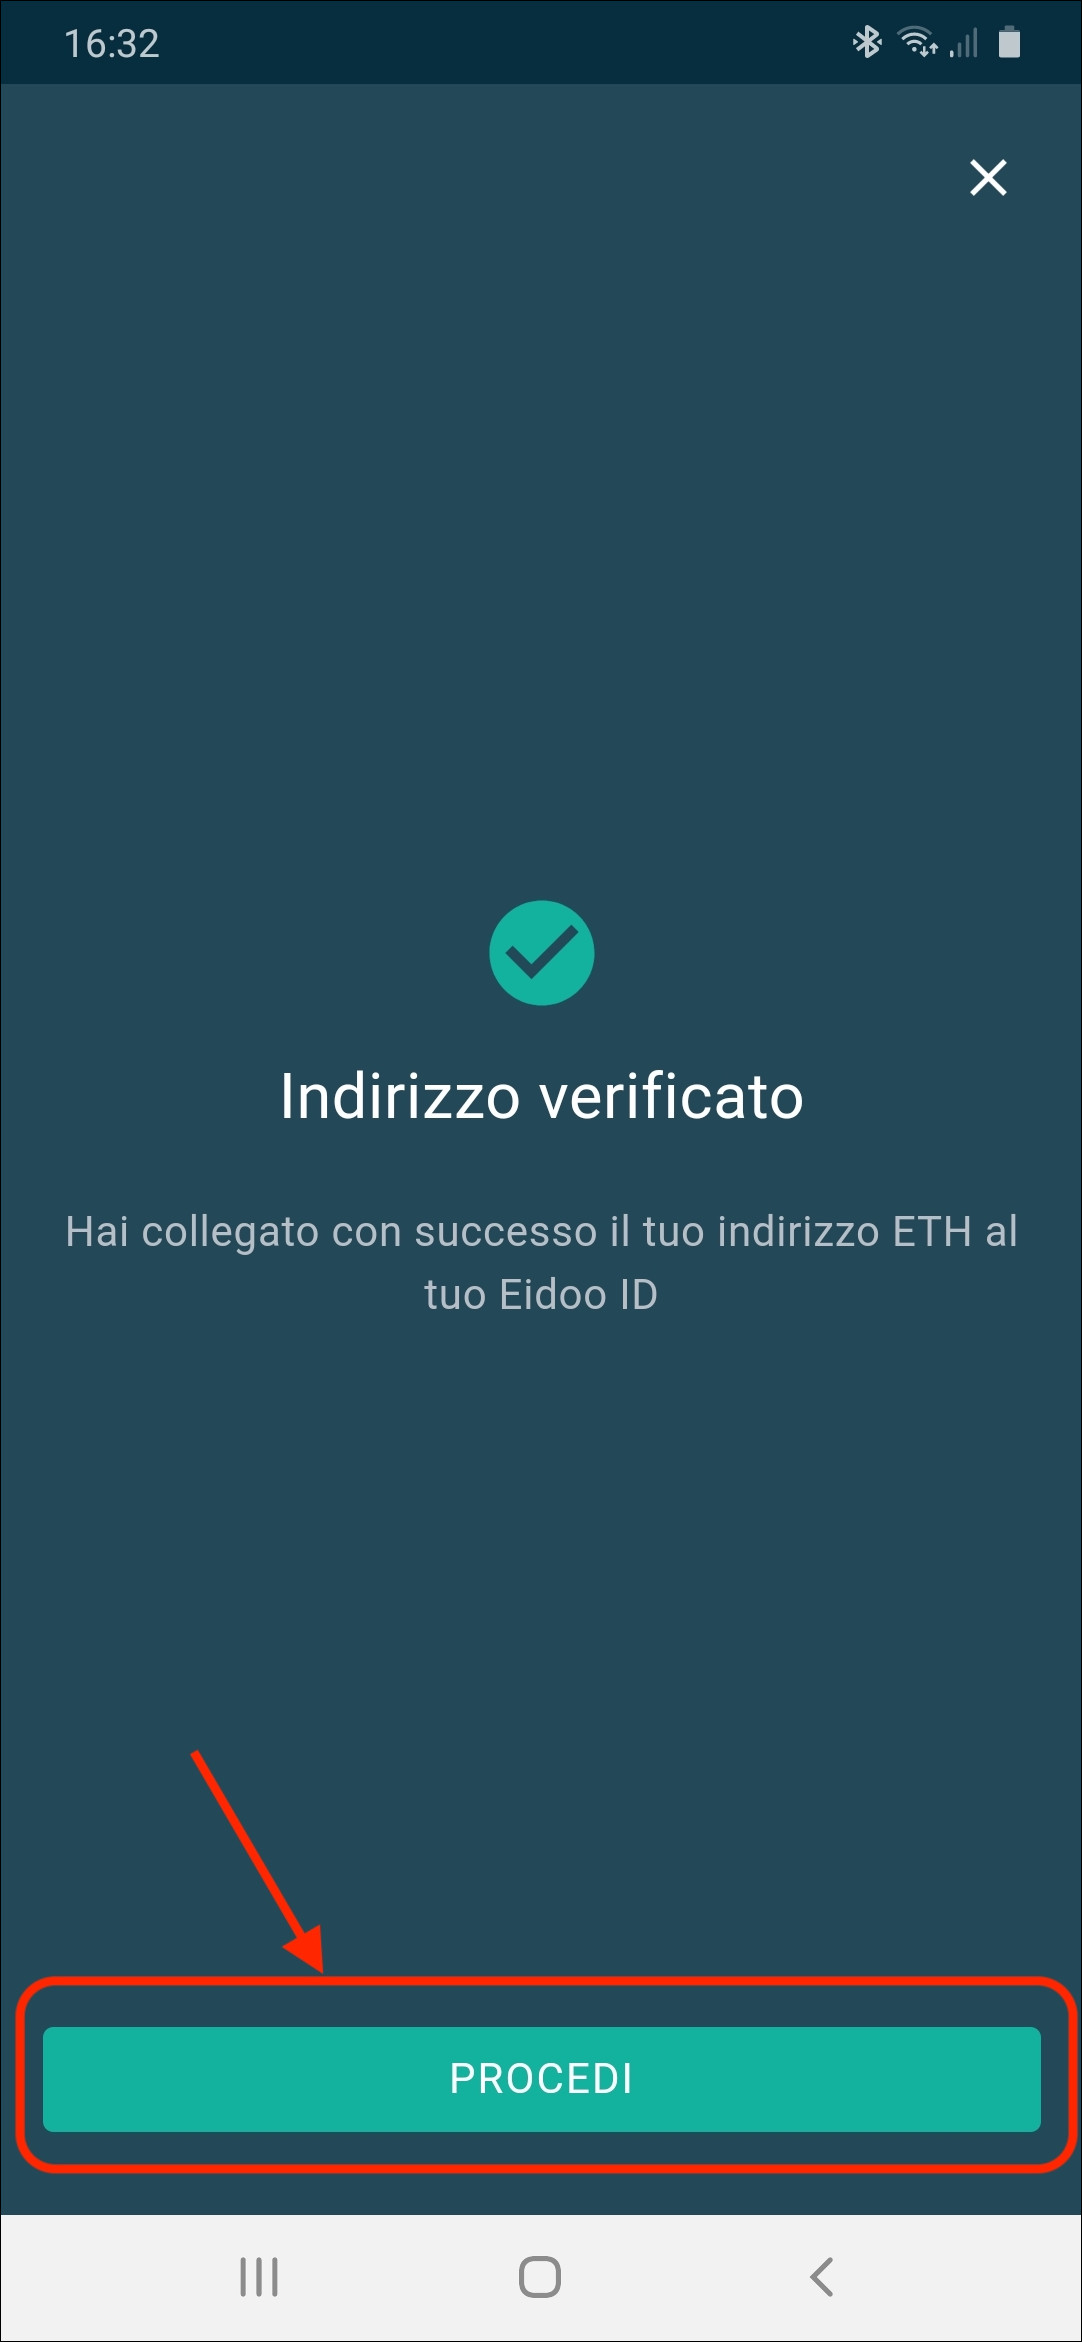 16:32
Indirizzo verificato
Hai collegato con successo il tuo indirizzo ETH al
tuo Eidoo ID
PROCEDI